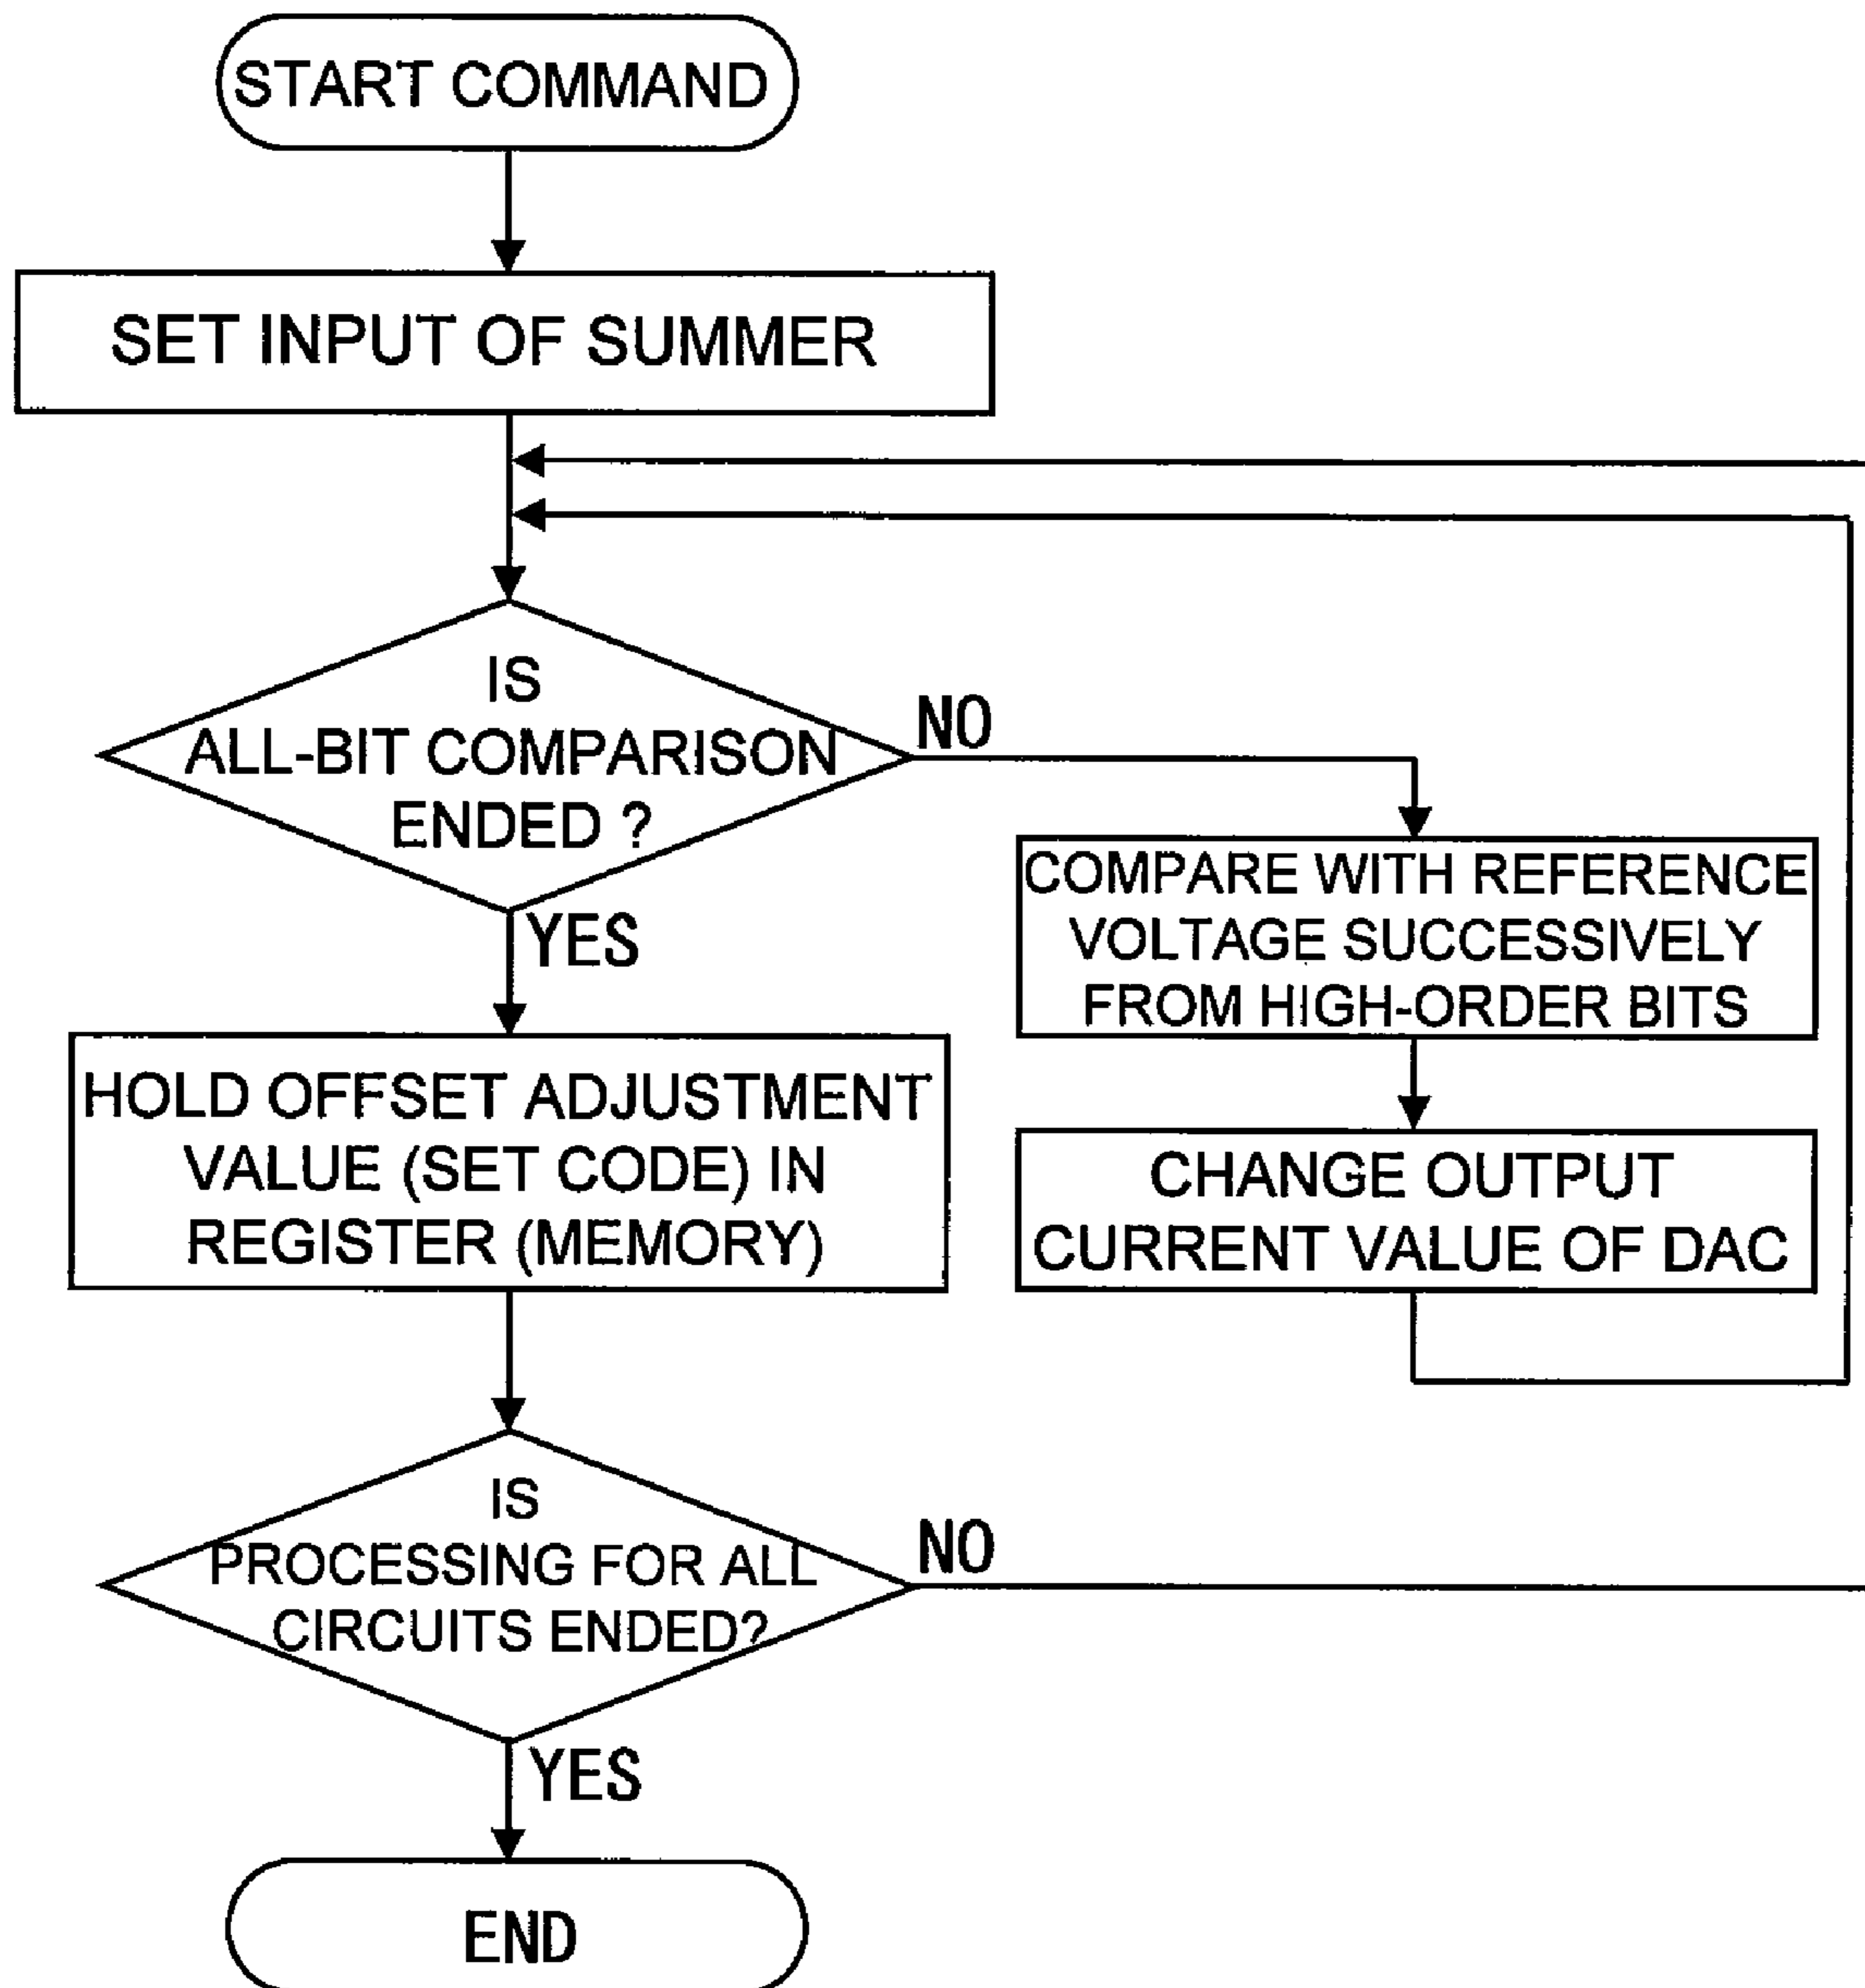 START COMMAND
SET INPUT OF SUMMER
IS
ALL-BIT COMPARISON
ENDED ?
NO
YES
COMPARE WITH REFERENCE
VOLTAGE SUCCESSIVELY
FROM HIGH-ORDER BITS
CHANGE OUTPUT
CURRENT VALUE OF DAC
HOLD OFFSET ADJUSTMENT
VALUE (SET CODE) IN
REGISTER (MEMORY)
IS
PROCESSING FOR ALL
CIRCUITS ENDED?
NO
YES
END